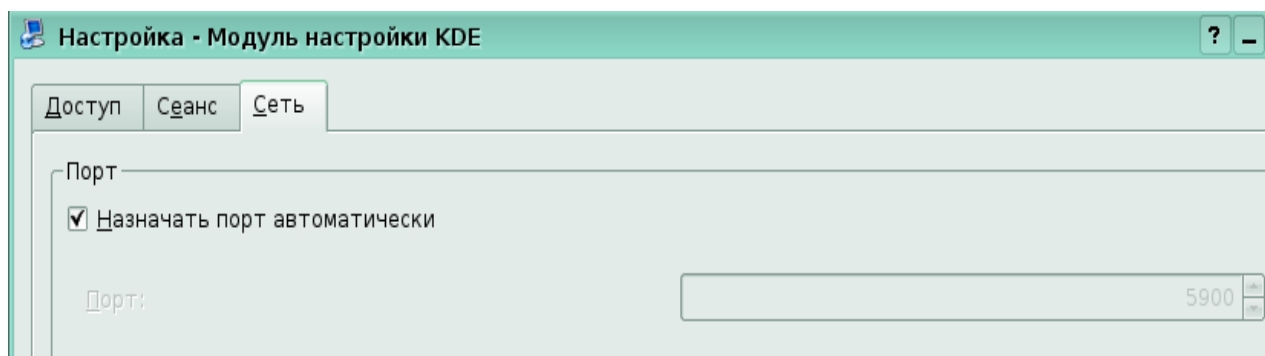 Настройка - Модуль настройки KDE ?
Доступ Сеанс Сеть
Порт
Назначать порт автоматически
Порт: 5900